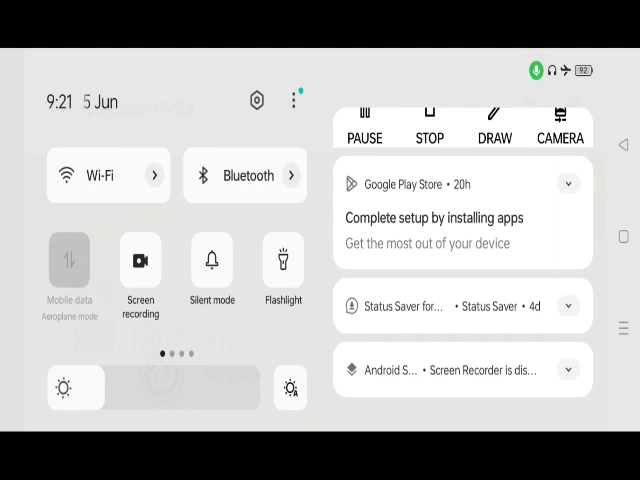 9:21 5 Jun
92
Wi-Fi
Bluetooth
Mobile data
Aeroplane mode
Screen
recording
Silent mode
Flashlight
PAUSE STOP DRAW CAMERA
Google Play Store • 20h
Complete setup by installing apps
Get the most out of your device
Status Saver for... • Status Saver • 4d
Android S... • Screen Recorder is dis...